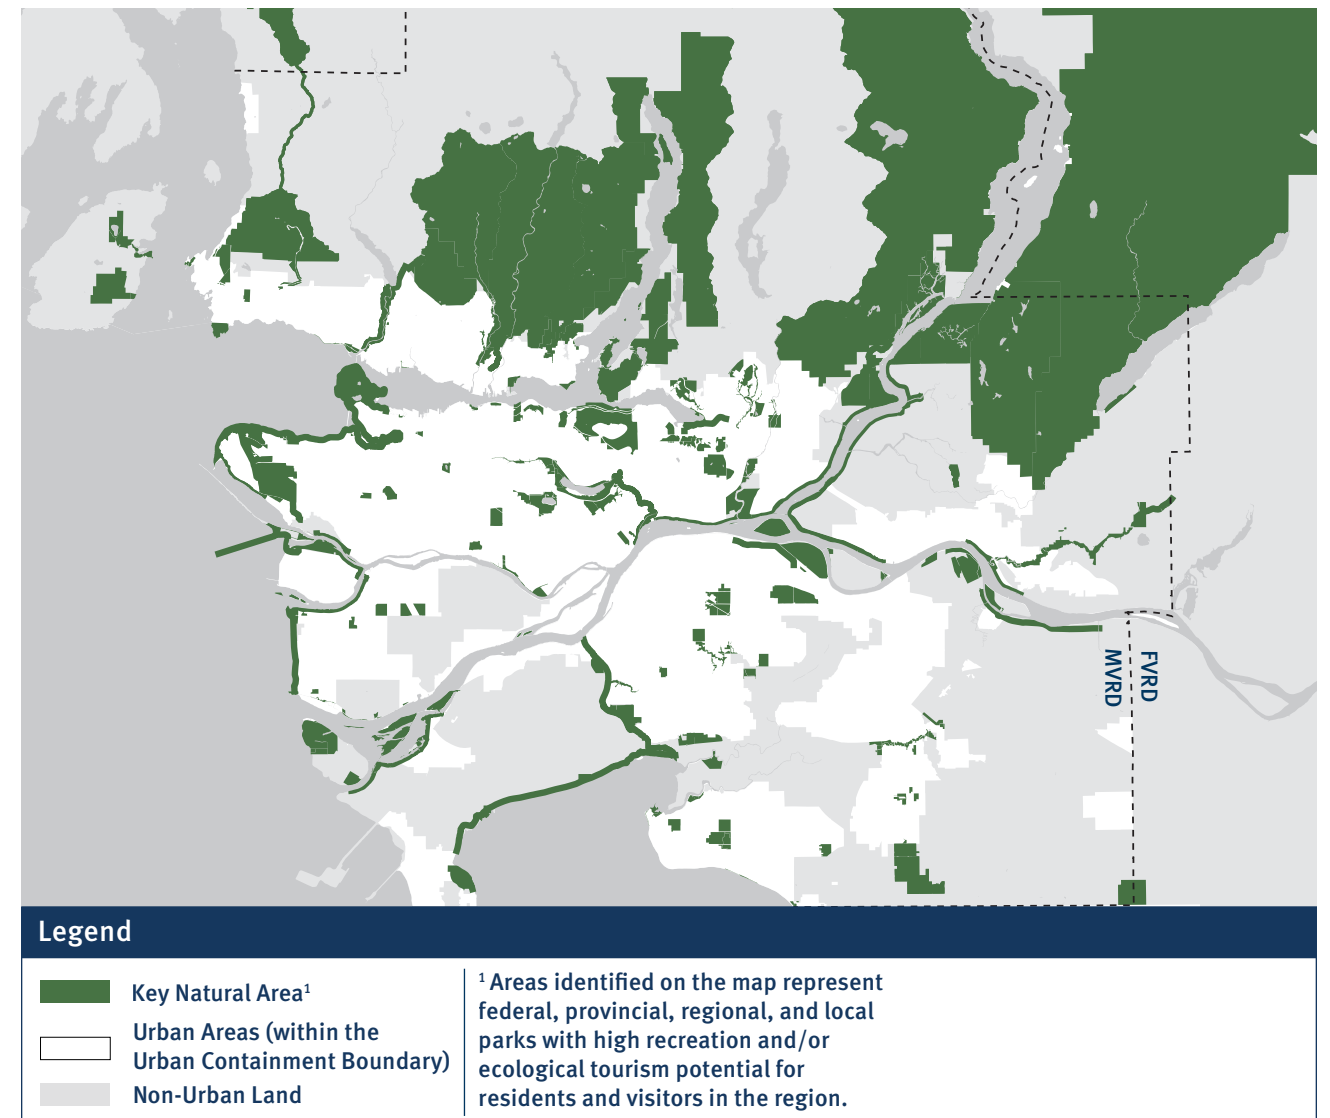 FVRD
MVRD
Legend
Key Natural Area¹
Urban Areas (within the
Urban Containment Boundary)
Non-Urban Land
¹ Areas identified on the map represent
federal, provincial, regional, and local
parks with high recreation and/or
ecological tourism potential for
residents and visitors in the region.